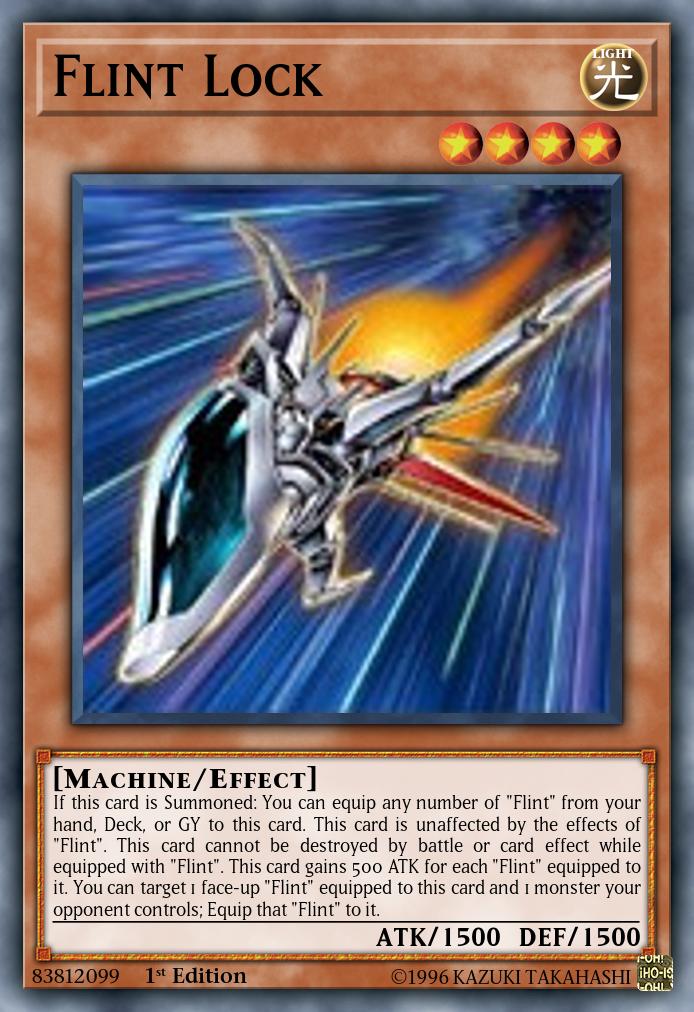 FLINT LOCK
LIGHT
光
[MACHINE/EFFECT]
If this card is Summoned: You can equip any number of "Flint" from your
hand, Deck, or GY to this card. This card is unaffected by the effects of
"Flint". This card cannot be destroyed by battle or card effect while
equipped with "Flint". This card gains 500 ATK for each "Flint" equipped to
it. You can target 1 face-up "Flint" equipped to this card and 1 monster your
opponent controls; Equip that "Flint" to it.
ATK/1500 DEF/1500
83812099 1st Edition ©1996 KAZUKI TAKAHASHI